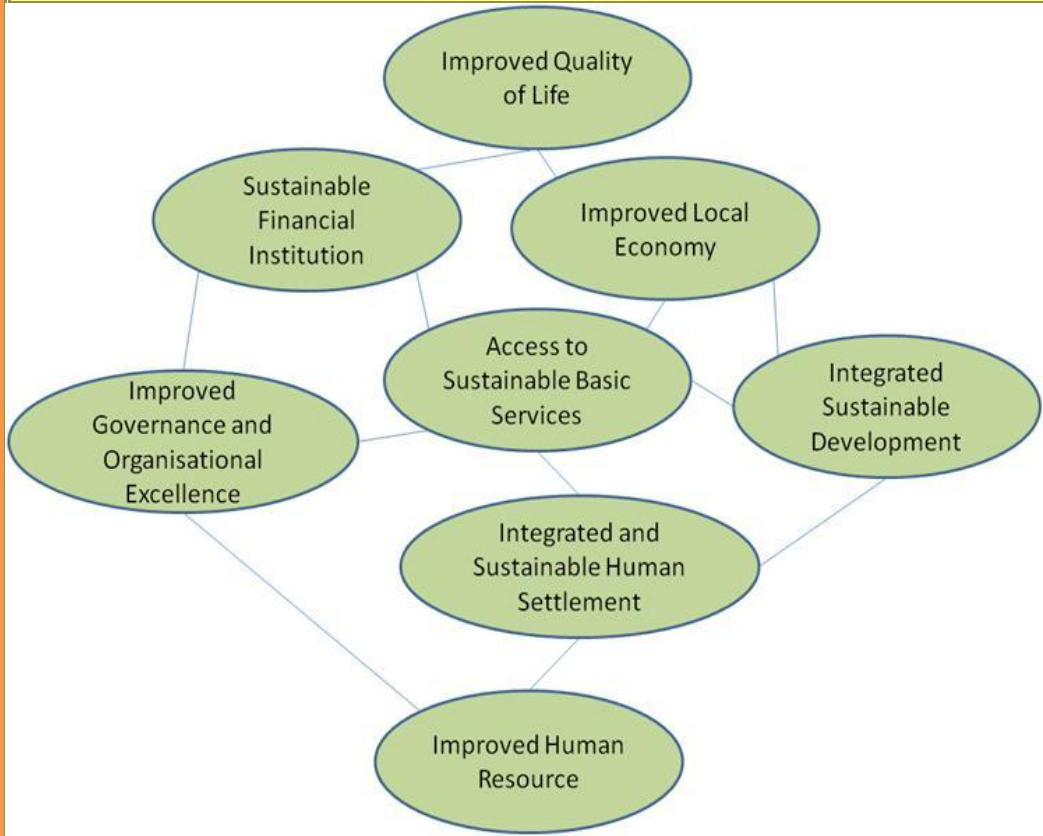 Improved Quality
of Life
Sustainable
Financial
Institution
Improved Local
Economy
Access to
Sustainable Basic
Services
Integrated
Sustainable
Development
Improved
Governance and
Organisational
Excellence
Integrated and
Sustainable Human
Settlement
Improved Human
Resource